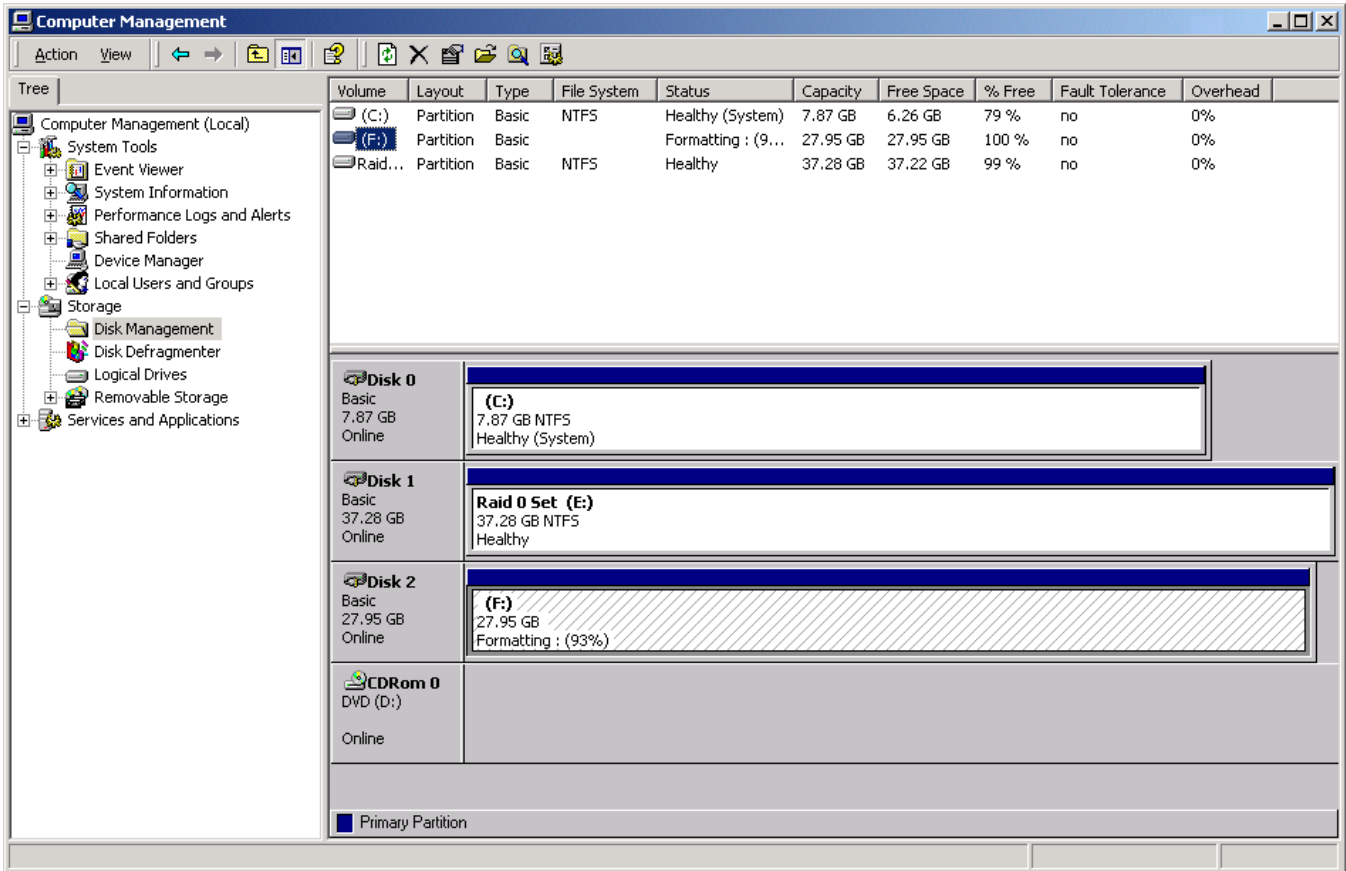 Computer Management
Action View
Tree
Computer Management (Local)
System Tools
Event Viewer
System Information
Performance Logs and Alerts
Shared Folders
Device Manager
Local Users and Groups
Storage
Disk Management
Disk Defragmenter
Logical Drives
Removable Storage
Services and Applications
Volume Layout Type File System Status Capacity Free Space % Free Fault Tolerance Overhead
(C:) Partition Basic NTFS Healthy (System) 7.87 GB 6.26 GB 79 % no 0%
(F:) Partition Basic Formatting : (9... 27.95 GB 27.95 GB 100 % no 0%
Raid... Partition Basic NTFS Healthy 37.28 GB 37.22 GB 99 % no 0%
Disk 0
Basic
7.87 GB
Online
(C:)
7.87 GB NTFS
Healthy (System)
Disk 1
Basic
37.28 GB
Online
Raid 0 Set (E:)
37.28 GB NTFS
Healthy
Disk 2
Basic
27.95 GB
Online
(F:)
27.95 GB
Formatting : (93%)
CDRom 0
DVD (D:)
Online
Primary Partition